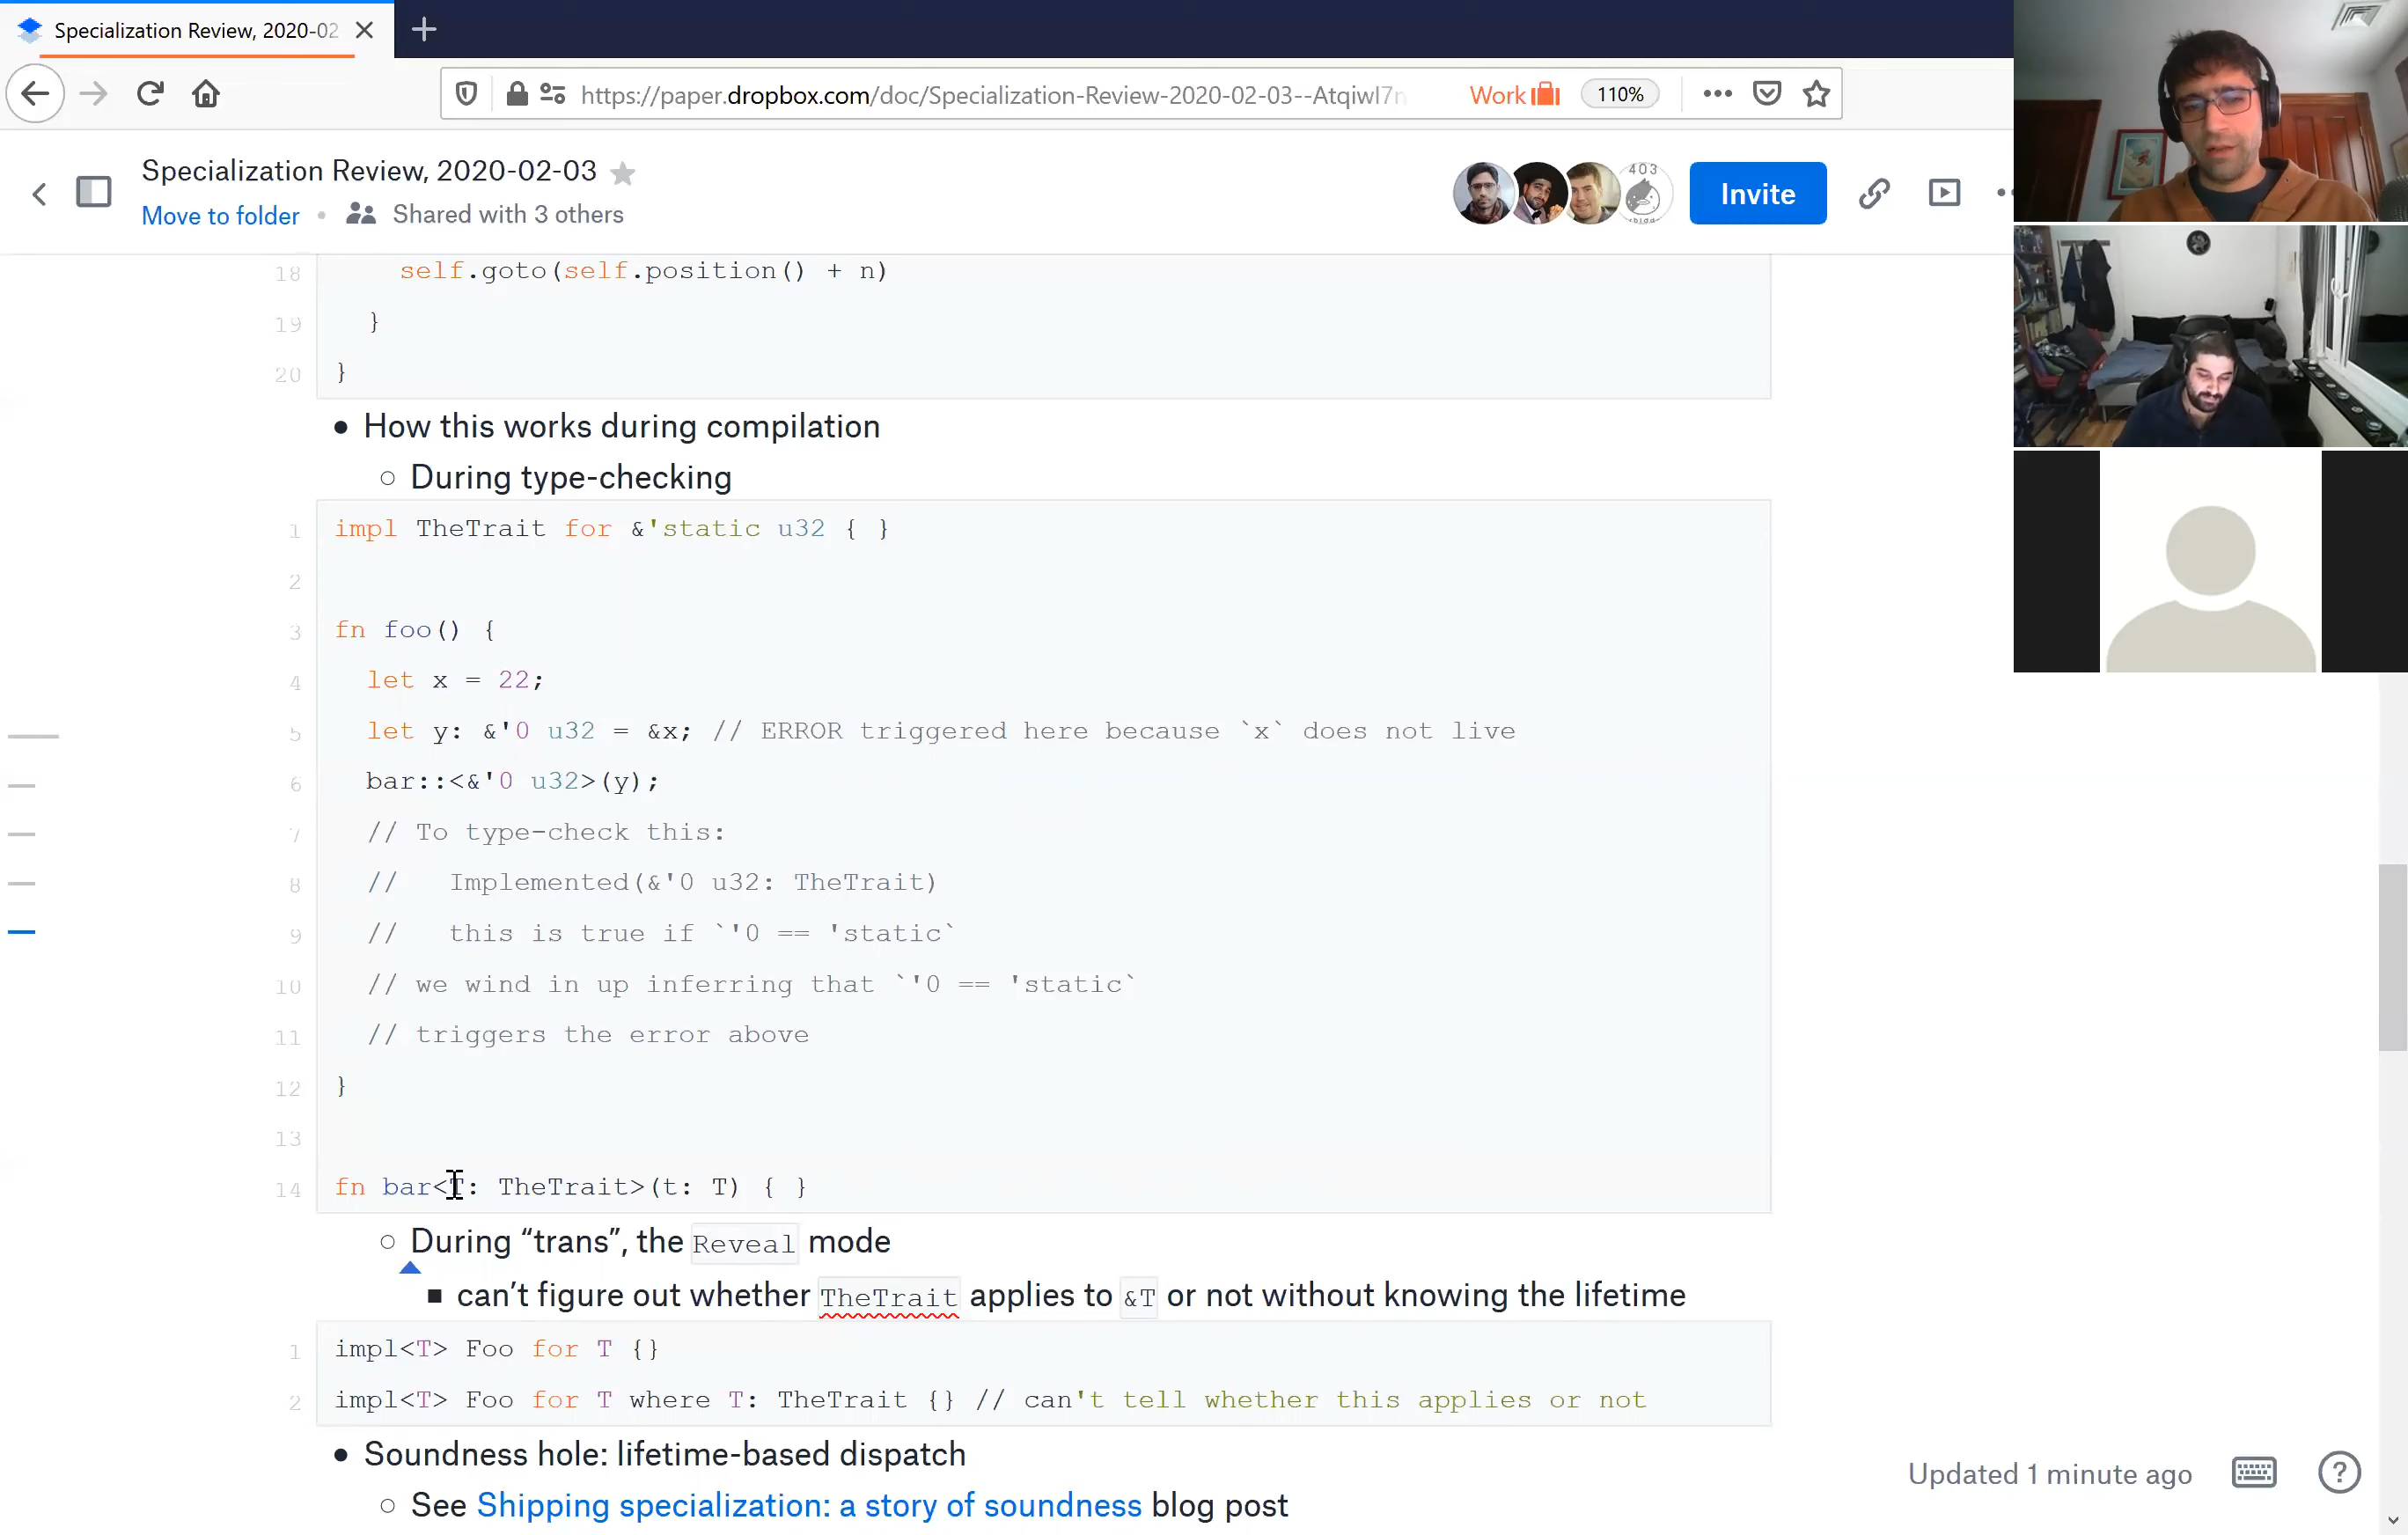 Specialization Review, 2020-02
https://paper.dropbox.com/doc/Specialization-Review-2020-02-03--AtqiwI7r
Work
110%
Specialization Review, 2020-02-03
Move to folder • Shared with 3 others
403
Invite
18 self.goto(self.position() + n)
19 }
20 }
• How this works during compilation
○ During type-checking
1 impl TheTrait for &'static u32 { }
2
3 fn foo() {
4 let x = 22;
5 let y: &'0 u32 = &x; // ERROR triggered here because `x` does not live
6 bar::<&'0 u32>(y);
7 // To type-check this:
8 // Implemented(&'0 u32: TheTrait)
9 // this is true if `'0 == 'static`
10 // we wind in up inferring that `'0 == 'static`
11 // triggers the error above
12 }
13
14 fn bar<T: TheTrait>(t: T) { }
○ During “trans”, the Reveal mode
■ can’t figure out whether TheTrait applies to &T or not without knowing the lifetime
1 impl<T> Foo for T {}
2 impl<T> Foo for T where T: TheTrait {} // can't tell whether this applies or not
• Soundness hole: lifetime-based dispatch
○ See Shipping specialization: a story of soundness blog post
Updated 1 minute ago
?